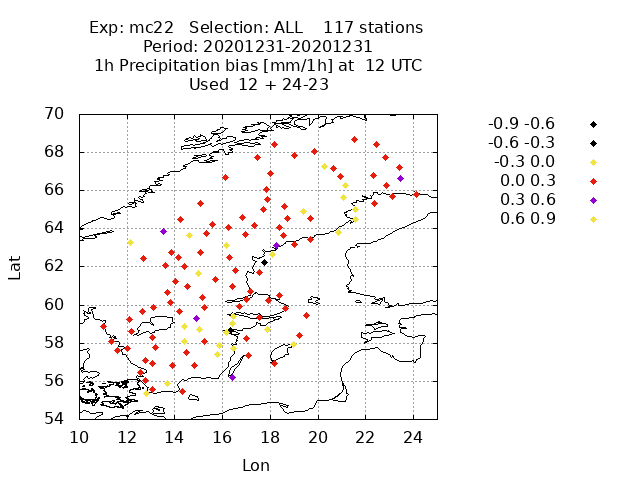 Exp: mc22 Selection: ALL 117 stations
Period: 20201231-20201231
1h Precipitation bias [mm/1h] at 12 UTC
Used 12 + 24-23
-0.9 -0.6
-0.6 -0.3
-0.3 0.0
0.0 0.3
0.3 0.6
0.6 0.9
70
68
66
64
62
60
58
56
54
Lat
10 12 14 16 18 20 22 24
Lon